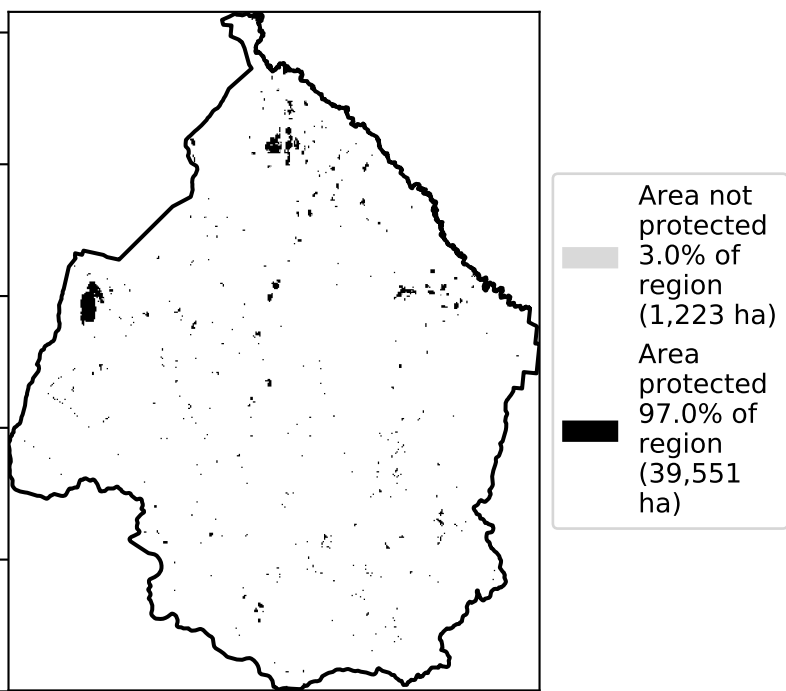 Area not
protected
3.0% of
region
(1,223 ha)
Area
protected
97.0% of
region
(39,551
ha)